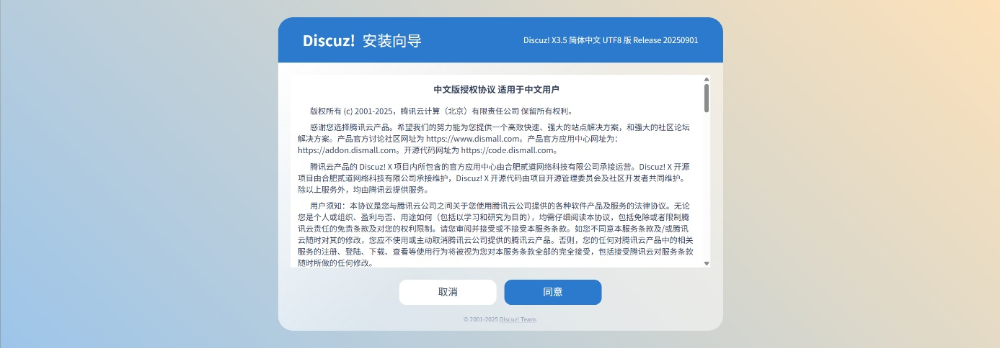 Discuz! 安装向导
Discuz! X3.5 简体中文 UTF8 版 Release 20250901
中文版授权协议 适用于中文用户
版权所有 (c) 2001-2025，腾讯云计算（北京）有限责任公司 保留所有权利。
感谢您选择腾讯云产品。希望我们的努力能为您提供一个高效快速、强大的站点解决方案，和强大的社区论坛
解决方案。产品官方讨论社区网址为 https://www.dismall.com。产品官方应用中心网址为：
https://addon.dismall.com。开源代码网址为 https://code.dismall.com。
腾讯云产品的 Discuz! X 项目内所包含的官方应用中心由合肥贰道网络科技有限公司承接运营。Discuz! X 开源
项目由合肥贰道网络科技有限公司承接维护，Discuz! X 开源代码由项目开源管理委员会及社区开发者共同维护。
除以上服务外，均由腾讯云提供服务。
用户须知：本协议是您与腾讯云公司之间关于您使用腾讯云公司提供的各种软件产品及服务的法律协议。无论
您是个人或组织、盈利与否、用途如何（包括以学习和研究为目的），均需仔细阅读本协议，包括免除或者限制腾
讯云责任的免责条款及对您的权利限制。请您审阅并接受或不接受本服务条款。如您不同意本服务条款及/或腾讯
云随时对其的修改，您应不使用或主动取消腾讯云公司提供的腾讯云产品。否则，您的任何对腾讯云产品中的相关
服务的注册、登陆、下载、查看等使用行为将被视为您对本服务条款全部的完全接受，包括接受腾讯云对服务条款
随时所做的任何修改。
取消
同意
© 2001-2025 Discuz! Team.